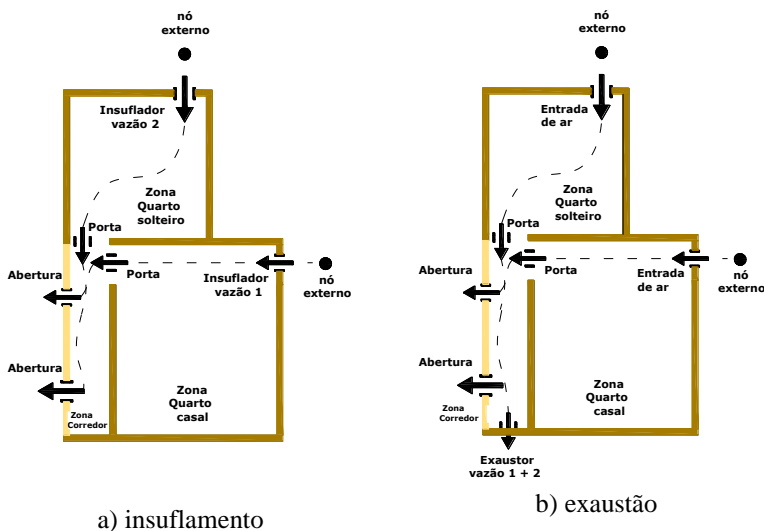 nó
externo
Insuflador
vazão 2
Zona
Quarto
solteiro
Porta
Abertura
Porta
Insuflador
vazão 1
nó
externo
Abertura
Zona
Quarto
casal
Zona
Corredor
a) insuflamento
nó
externo
Entrada
de ar
Zona
Quarto
solteiro
Porta
Abertura
Porta
Entrada
de ar
nó
externo
Abertura
Zona
Quarto
casal
Zona
Corredor
Exaustor
vazão 1 + 2
b) exaustão